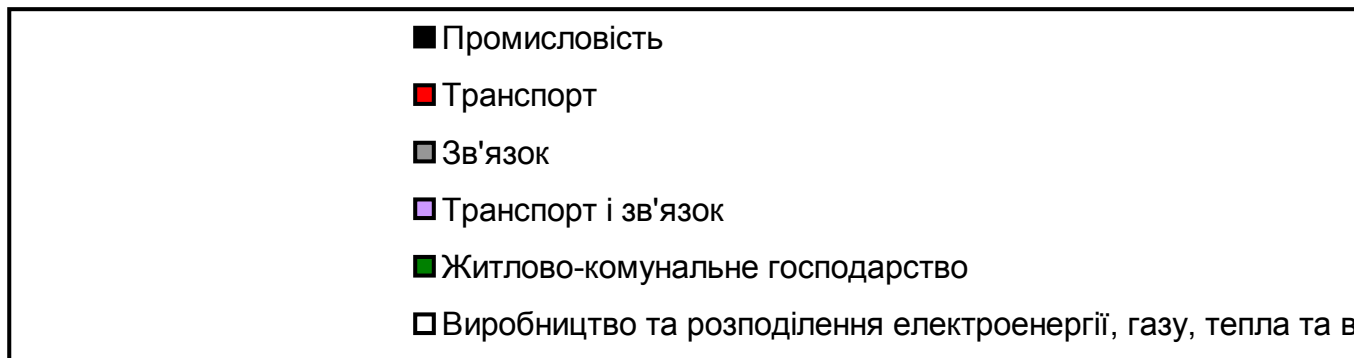 Промисловість
Транспорт
Зв'язок
Транспорт і зв'язок
Житлово-комунальне господарство
Виробництво та розподілення електроенергії, газу, тепла та в